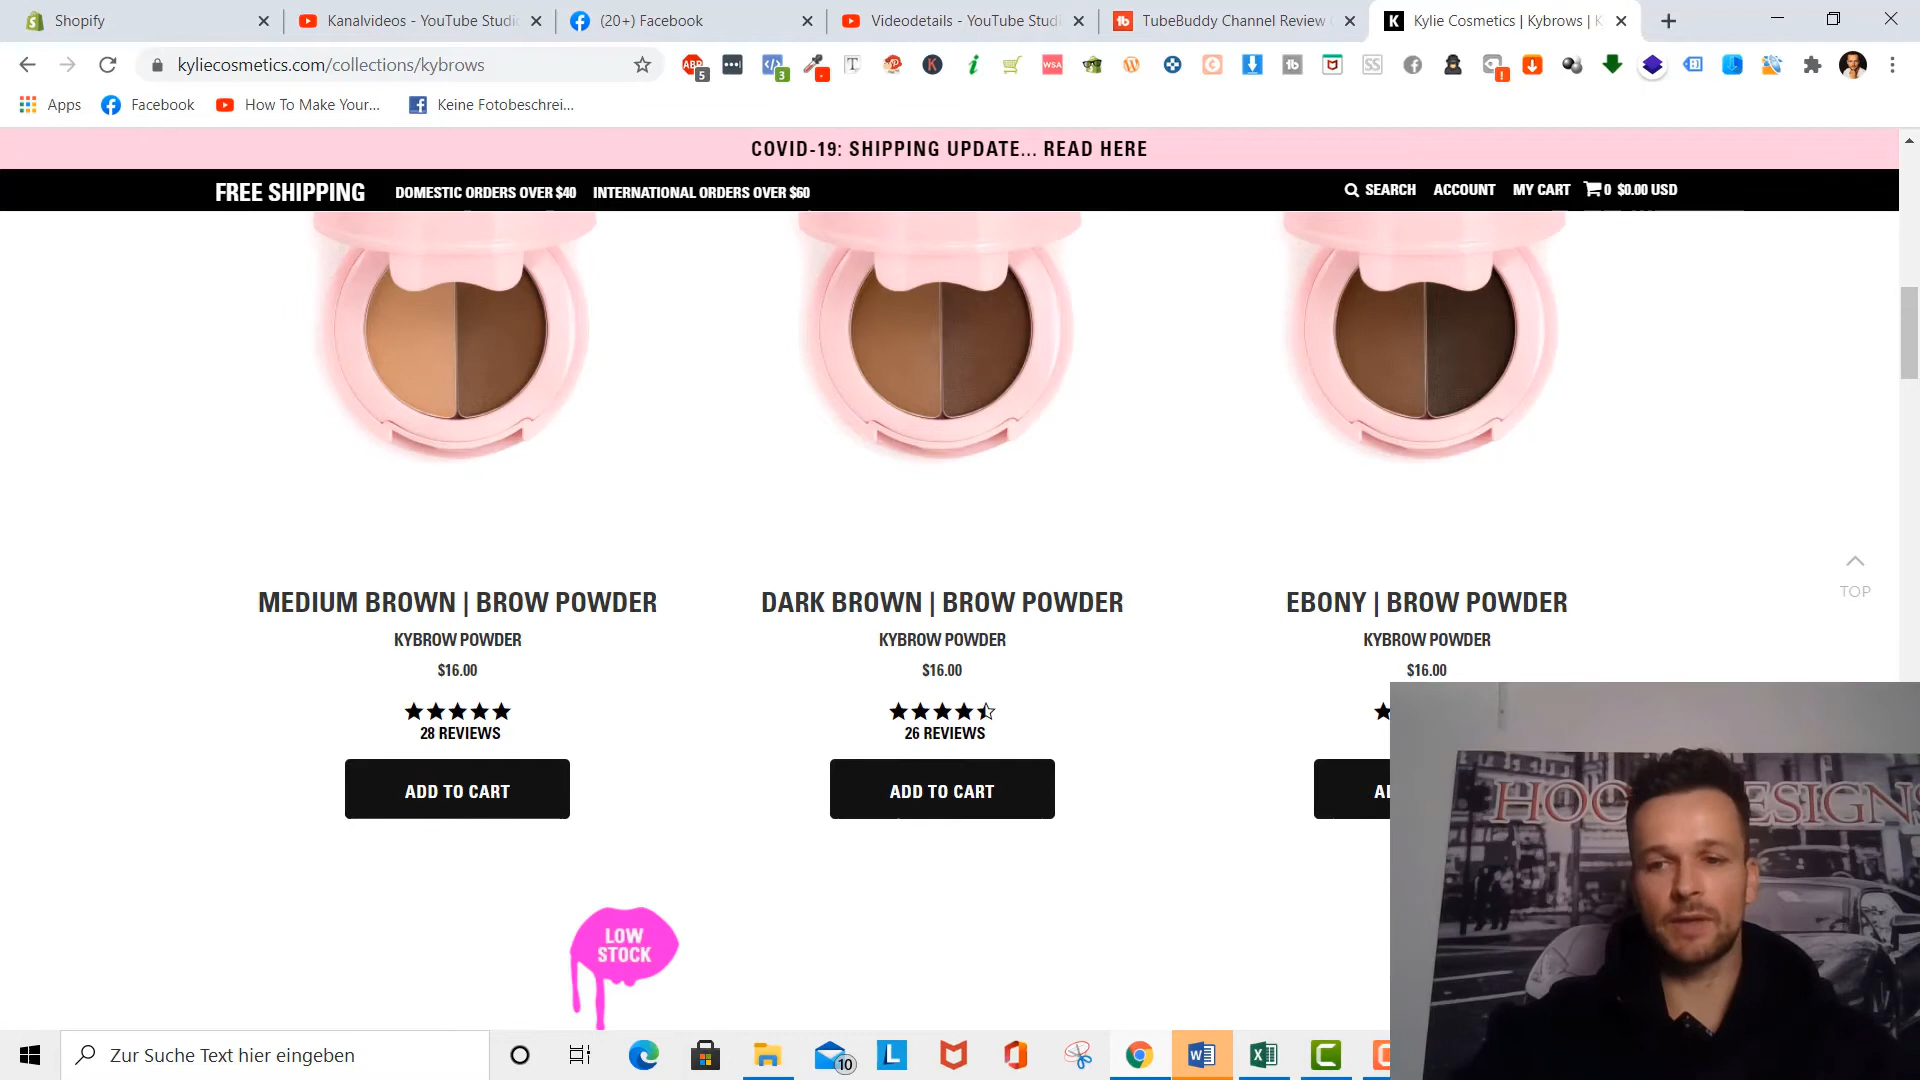 Shopify
Kanalvideos - YouTube Studio
(20+) Facebook
Videodetails - YouTube Studi
TubeBuddy Channel Review
Kylie Cosmetics | Kybrows | K
kyliecosmetics.com/collections/kybrows
Apps
Facebook
How To Make Your...
Keine Fotobeschrei...
COVID-19: SHIPPING UPDATE... READ HERE
FREE SHIPPING DOMESTIC ORDERS OVER $40 INTERNATIONAL ORDERS OVER $60
SEARCH ACCOUNT MY CART 0 $0.00 USD
MEDIUM BROWN | BROW POWDER
KYBROW POWDER
$16.00
28 REVIEWS
ADD TO CART
DARK BROWN | BROW POWDER
KYBROW POWDER
$16.00
26 REVIEWS
ADD TO CART
EBONY | BROW POWDER
KYBROW POWDER
$16.00
TOP
LOW
STOCK
Zur Suche Text hier eingeben
10